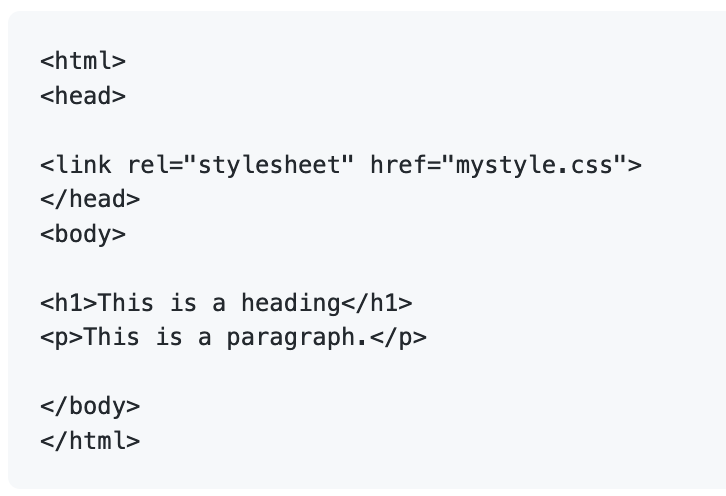 <html>
<head>
<link rel="stylesheet" href="mystyle.css">
</head>
<body>
<h1>This is a heading</h1>
<p>This is a paragraph.</p>
</body>
</html>